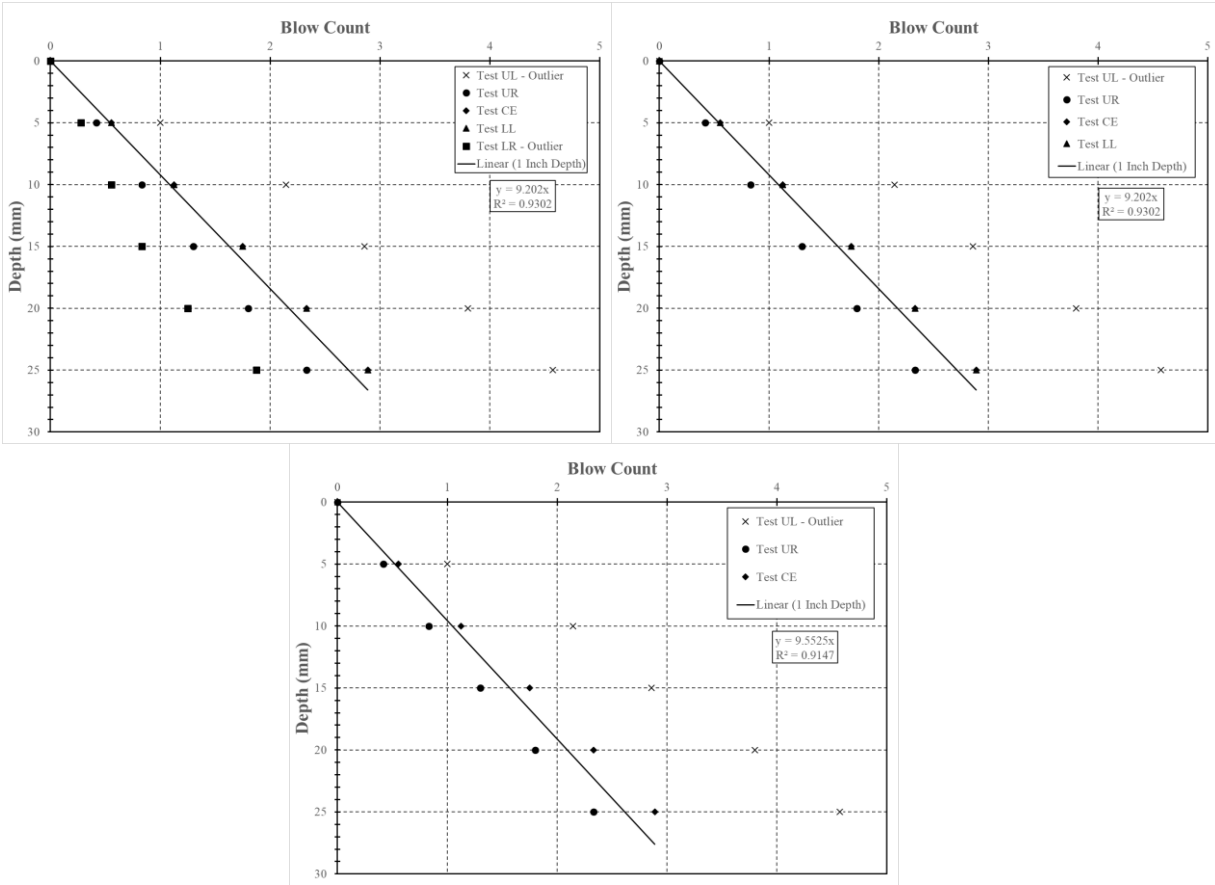 Blow Count
0 1 2 3 4 5
0
5
10
15
20
25
30
Depth (mm)
Test UL - Outlier
Test UR
Test CE
Test LL
Test LR - Outlier
Linear (1 Inch Depth)
y = 9.202x
R² = 0.9302
Blow Count
0 1 2 3 4 5
0
5
10
15
20
25
30
Depth (mm)
Test UL - Outlier
Test UR
Test CE
Test LL
Linear (1 Inch Depth)
y = 9.202x
R² = 0.9302
Blow Count
0 1 2 3 4 5
0
5
10
15
20
25
30
Depth (mm)
Test UL - Outlier
Test UR
Test CE
Linear (1 Inch Depth)
y = 9.5525x
R² = 0.9147